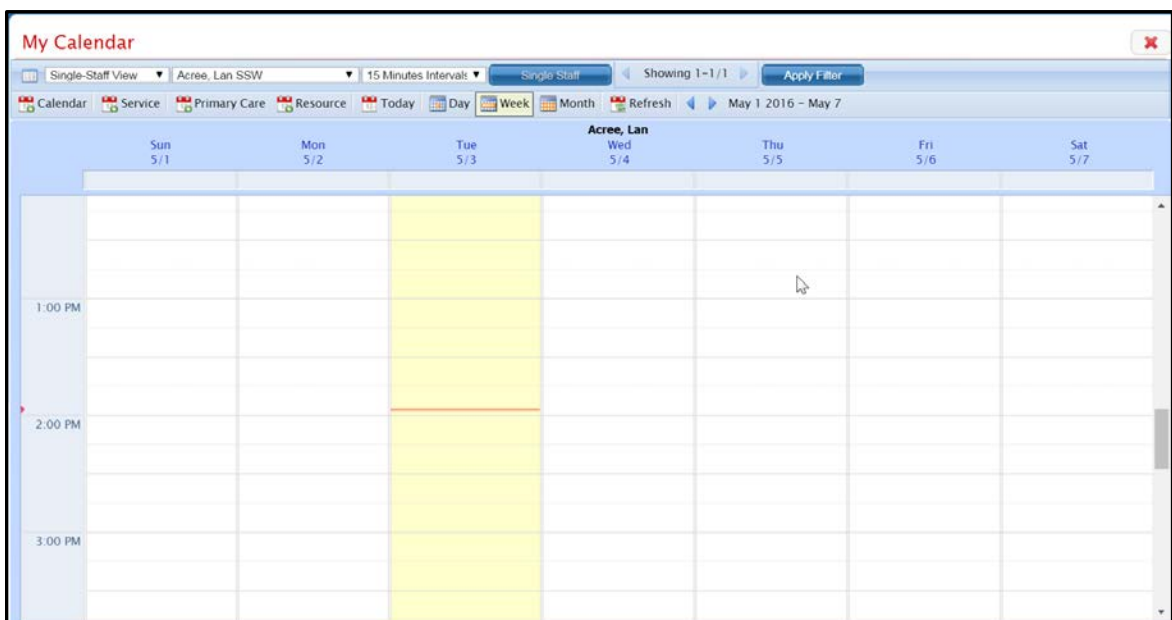 My Calendar
Single-Staff View Acree, Lan SSW 15 Minutes Intervals Single Staff Showing 1-1/1 Apply Filter
Calendar Service Primary Care Resource Today Day Week Month Refresh May 1 2016 - May 7
Acree, Lan
Sun Mon Tue Wed Thu Fri Sat
5/1 5/2 5/3 5/4 5/5 5/6 5/7
1:00 PM
2:00 PM
3:00 PM